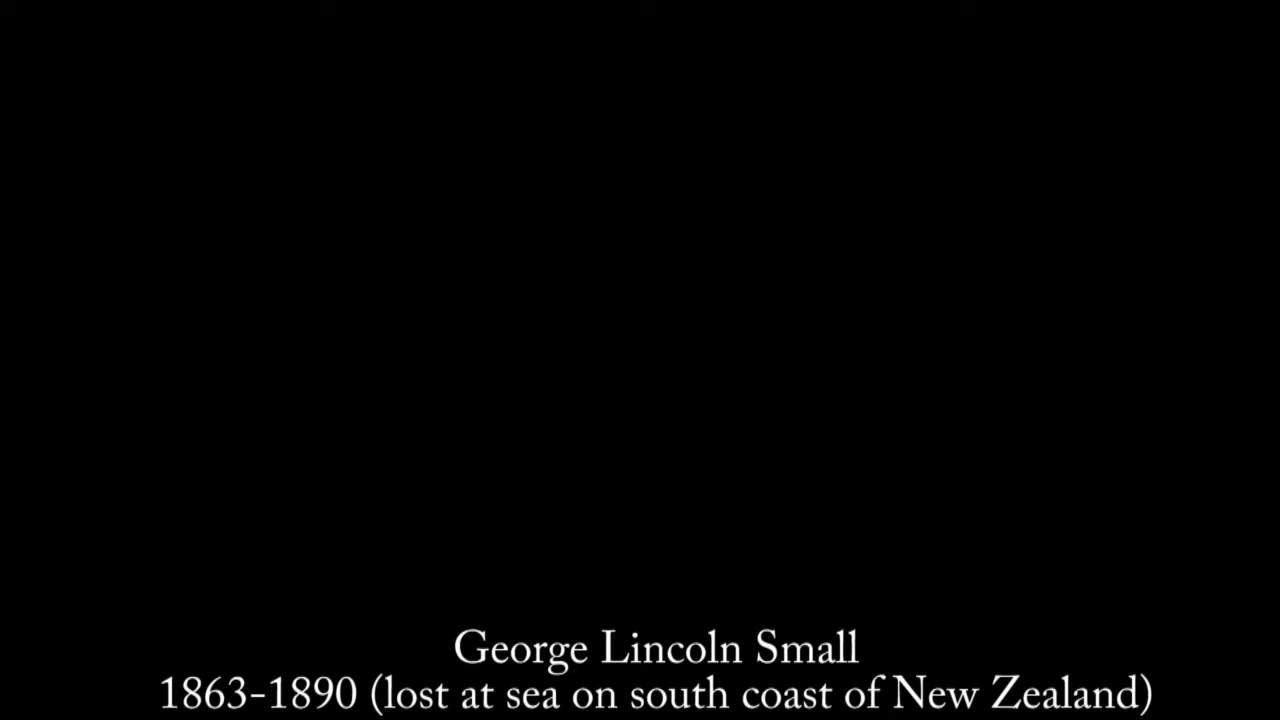 George Lincoln Small
1863-1890 (lost at sea on south coast of New Zealand)